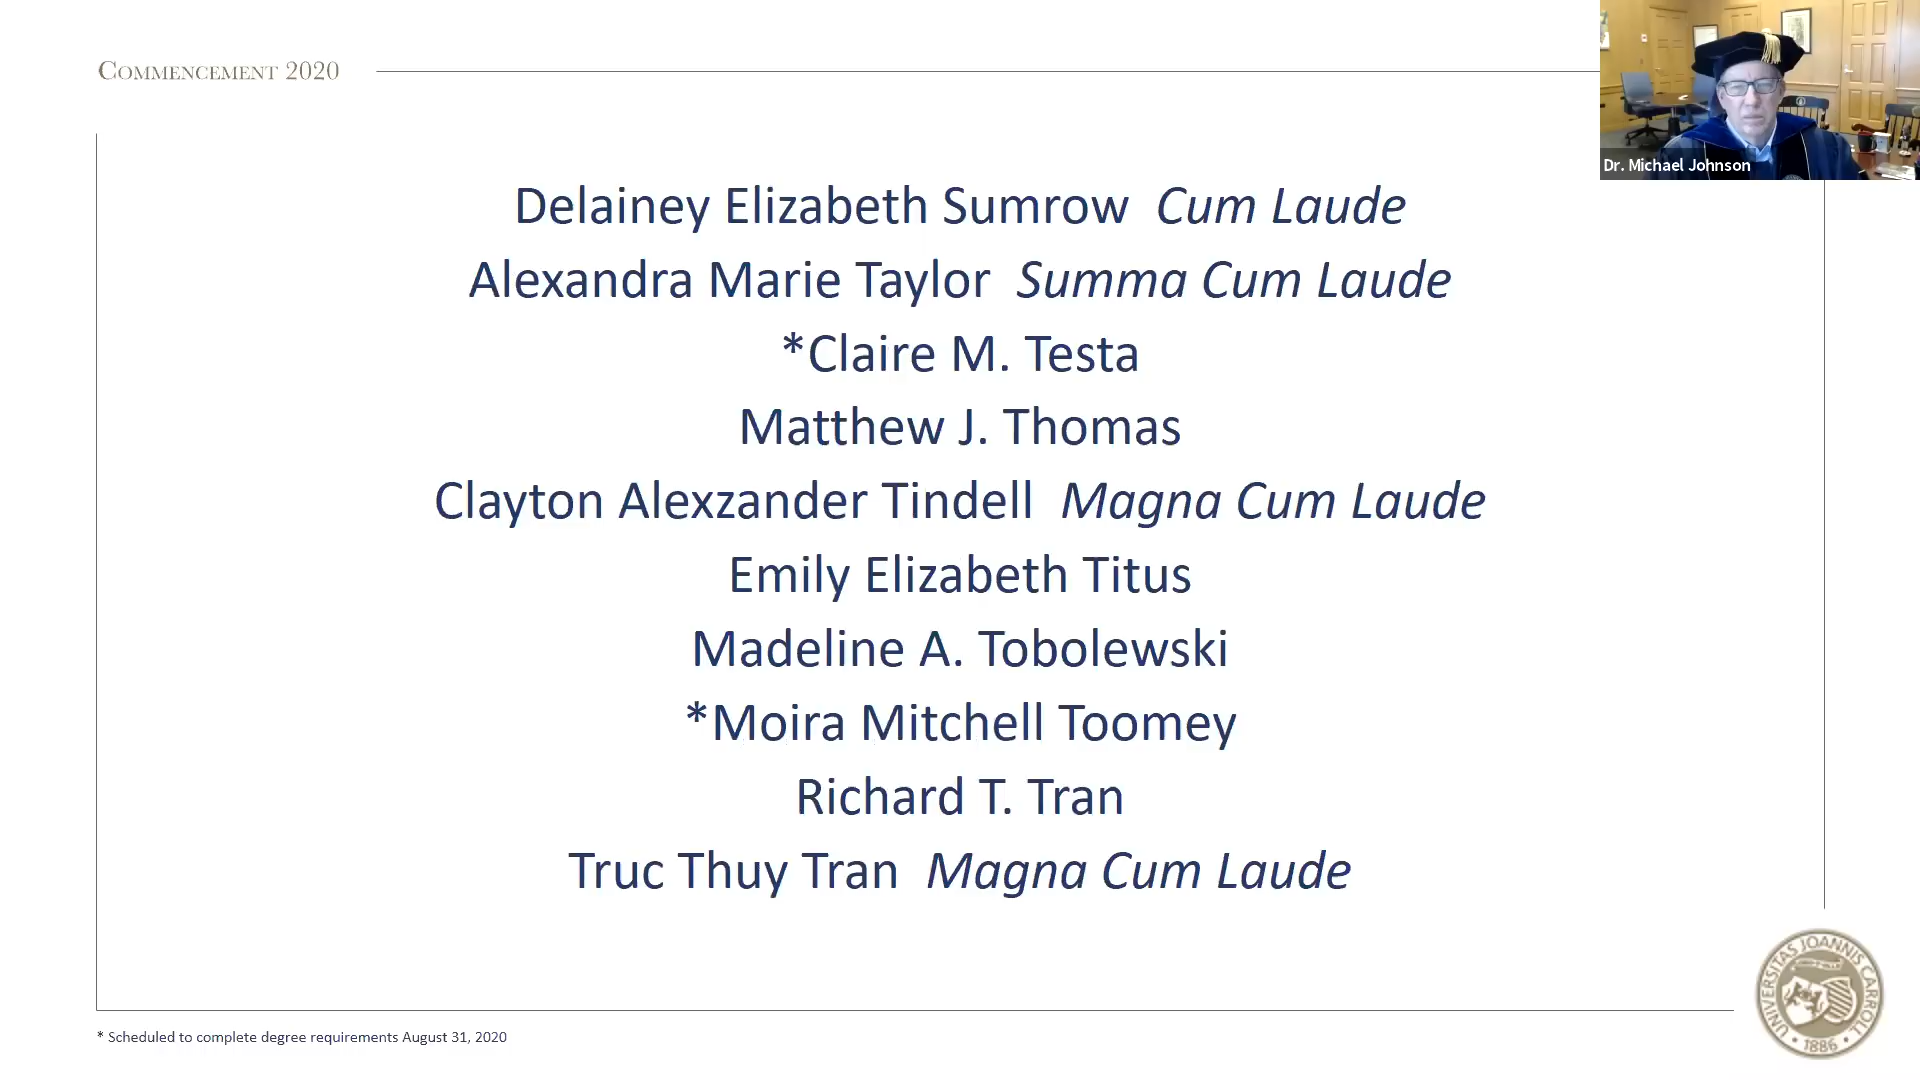 COMMENCEMENT 2020
Dr. Michael Johnson
Delainey Elizabeth Sumrow Cum Laude
Alexandra Marie Taylor Summa Cum Laude
*Claire M. Testa
Matthew J. Thomas
Clayton Alexzander Tindell Magna Cum Laude
Emily Elizabeth Titus
Madeline A. Tobolewski
*Moira Mitchell Toomey
Richard T. Tran
Truc Thuy Tran Magna Cum Laude
UNIVERSITAS JOANNIS CARROLL
• 1886 •
* Scheduled to complete degree requirements August 31, 2020